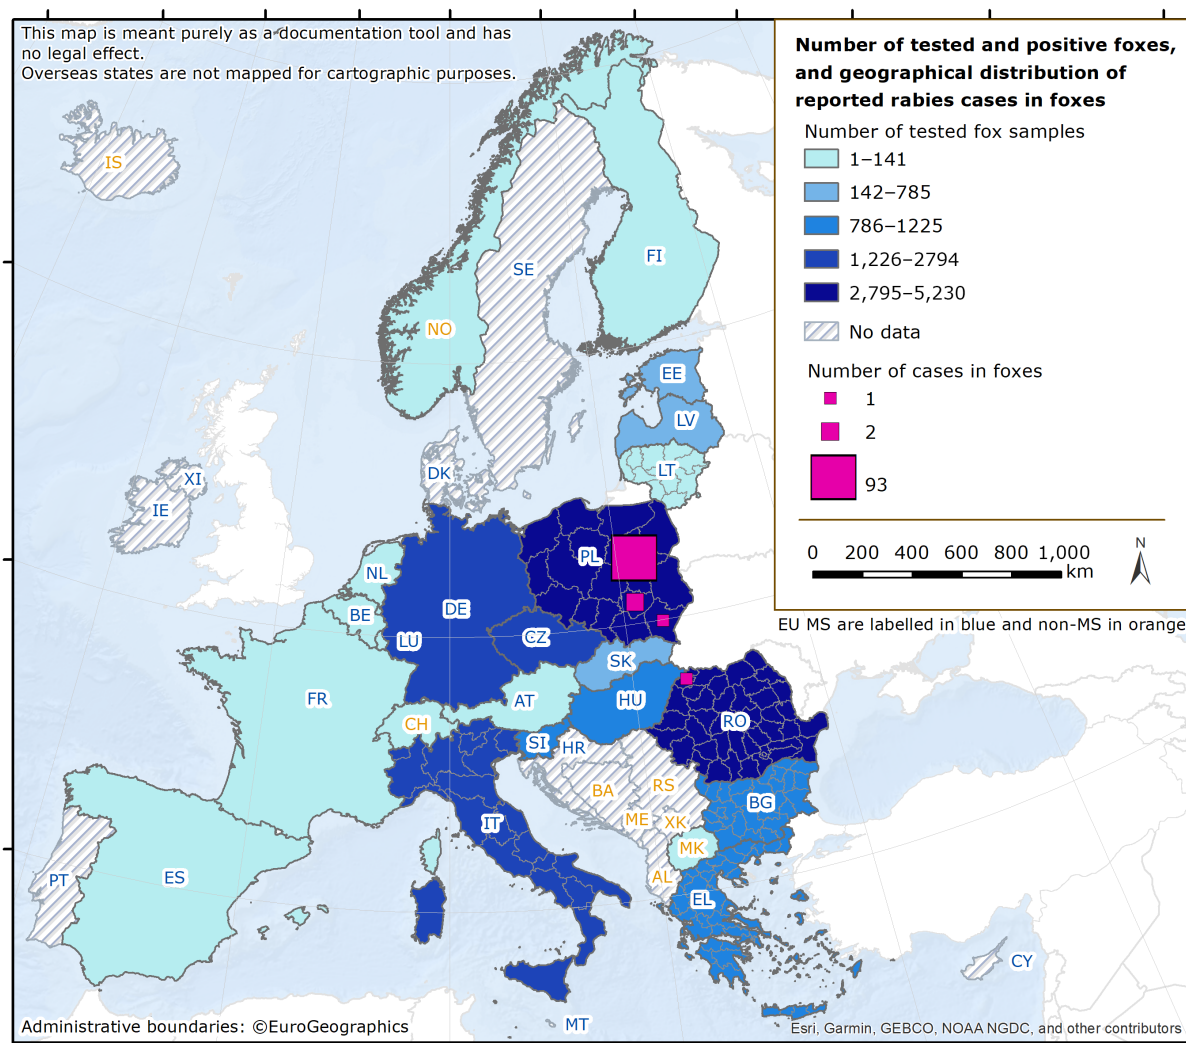 This map is meant purely as a documentation tool and has
no legal effect.
Overseas states are not mapped for cartographic purposes.
Number of tested and positive foxes,
and geographical distribution of
reported rabies cases in foxes
Number of tested fox samples
1–141
142–785
786–1225
1,226–2794
2,795–5,230
No data
Number of cases in foxes
1
2
93
0 200 400 600 800 1,000
km
N
EU MS are labelled in blue and non-MS in orange
IS
SE
FI
NO
EE
LV
LT
DK
XI
IE
PL
NL
BE
DE
LU
CZ
SK
FR
AT
HU
CH
RO
SI
HR
BA
RS
BG
IT
ME
XK
MK
ES
PT
AL
EL
CY
MT
Administrative boundaries: ©EuroGeographics
Esri, Garmin, GEBCO, NOAA NGDC, and other contributors